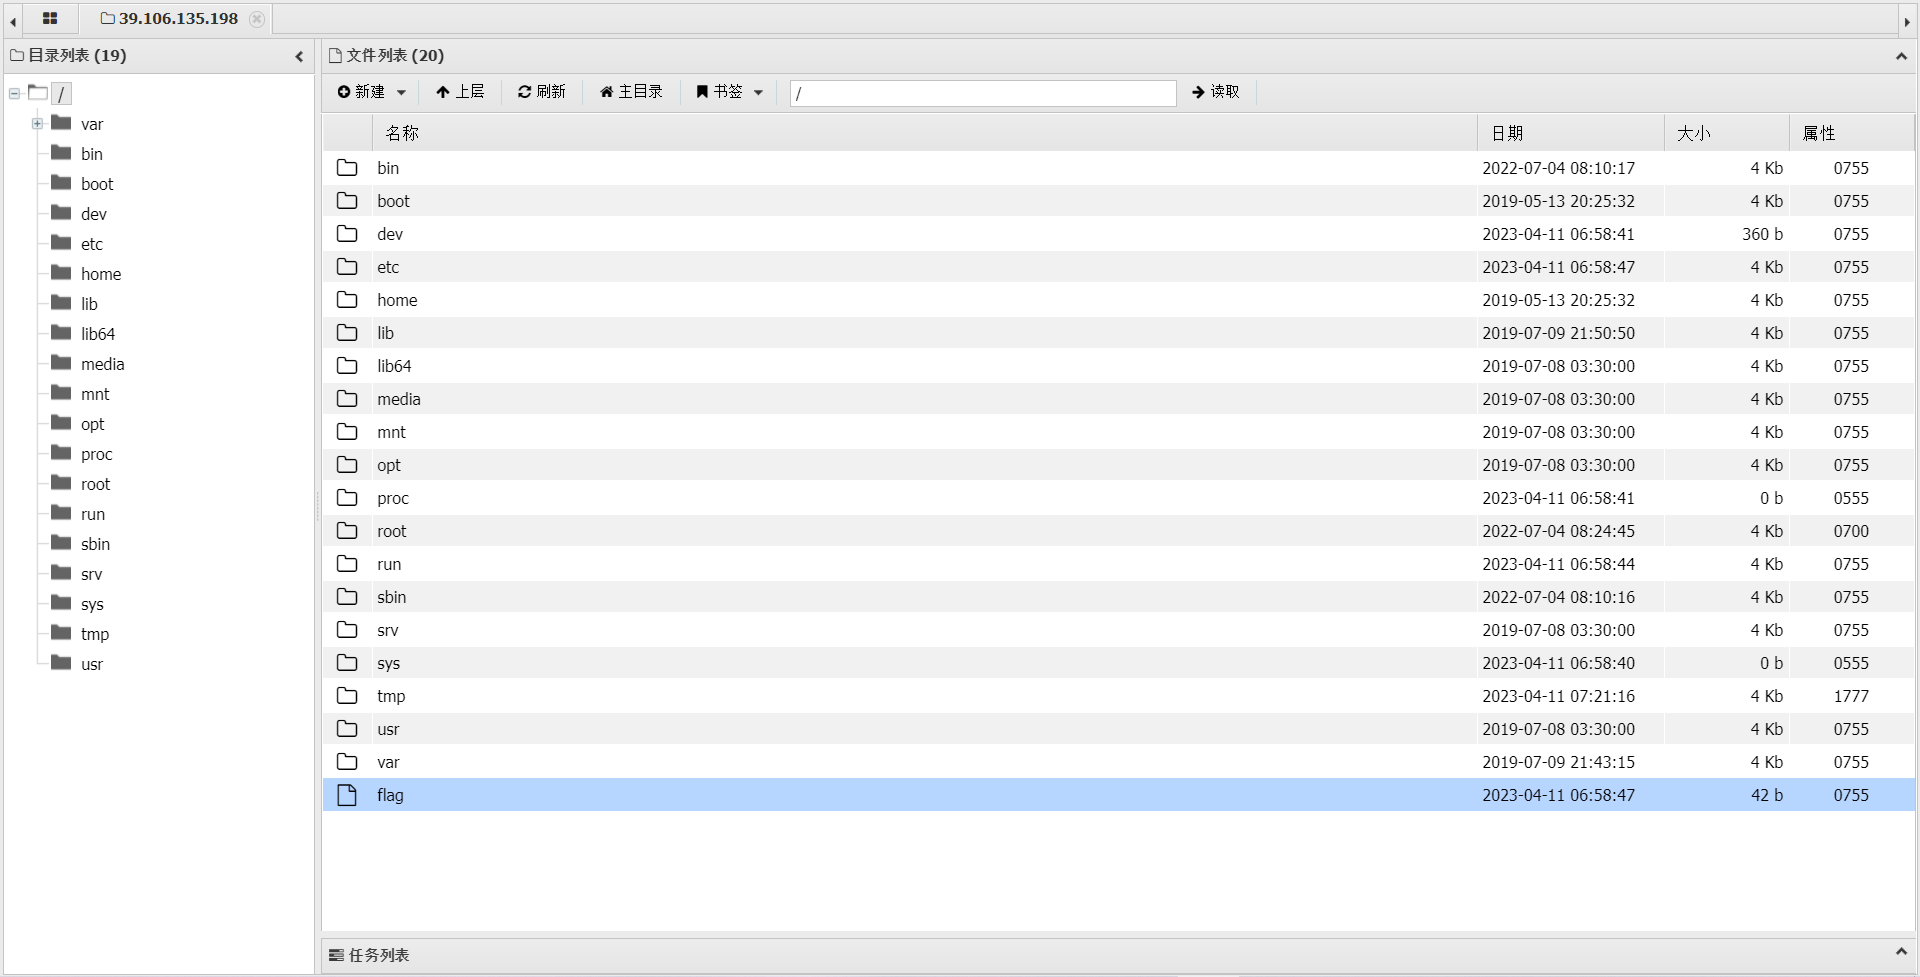 39.106.135.198
目录列表 (19)
/
var
bin
boot
dev
etc
home
lib
lib64
media
mnt
opt
proc
root
run
sbin
srv
sys
tmp
usr
文件列表 (20)
新建 上层 刷新 主目录 书签 / 读取
名称 日期 大小 属性
bin 2022-07-04 08:10:17 4 Kb 0755
boot 2019-05-13 20:25:32 4 Kb 0755
dev 2023-04-11 06:58:41 360 b 0755
etc 2023-04-11 06:58:47 4 Kb 0755
home 2019-05-13 20:25:32 4 Kb 0755
lib 2019-07-09 21:50:50 4 Kb 0755
lib64 2019-07-08 03:30:00 4 Kb 0755
media 2019-07-08 03:30:00 4 Kb 0755
mnt 2019-07-08 03:30:00 4 Kb 0755
opt 2019-07-08 03:30:00 4 Kb 0755
proc 2023-04-11 06:58:41 0 b 0555
root 2022-07-04 08:24:45 4 Kb 0700
run 2023-04-11 06:58:44 4 Kb 0755
sbin 2022-07-04 08:10:16 4 Kb 0755
srv 2019-07-08 03:30:00 4 Kb 0755
sys 2023-04-11 06:58:40 0 b 0555
tmp 2023-04-11 07:21:16 4 Kb 1777
usr 2019-07-08 03:30:00 4 Kb 0755
var 2019-07-09 21:43:15 4 Kb 0755
flag 2023-04-11 06:58:47 42 b 0755
任务列表